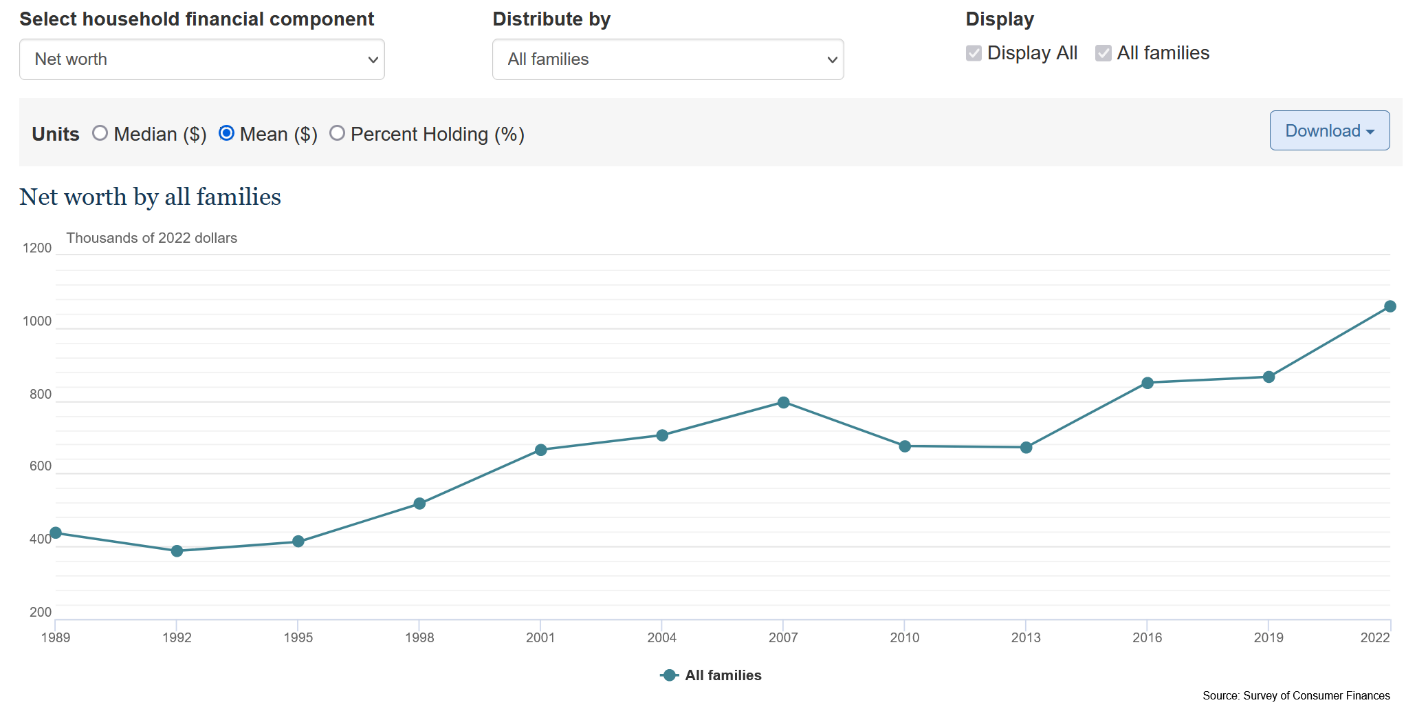 Select household financial component Distribute by Display
Net worth All families Display All All families
Units Median ($) Mean ($) Percent Holding (%) Download
Net worth by all families
Thousands of 2022 dollars
1200
1000
800
600
400
200
1989 1992 1995 1998 2001 2004 2007 2010 2013 2016 2019 2022
All families
Source: Survey of Consumer Finances